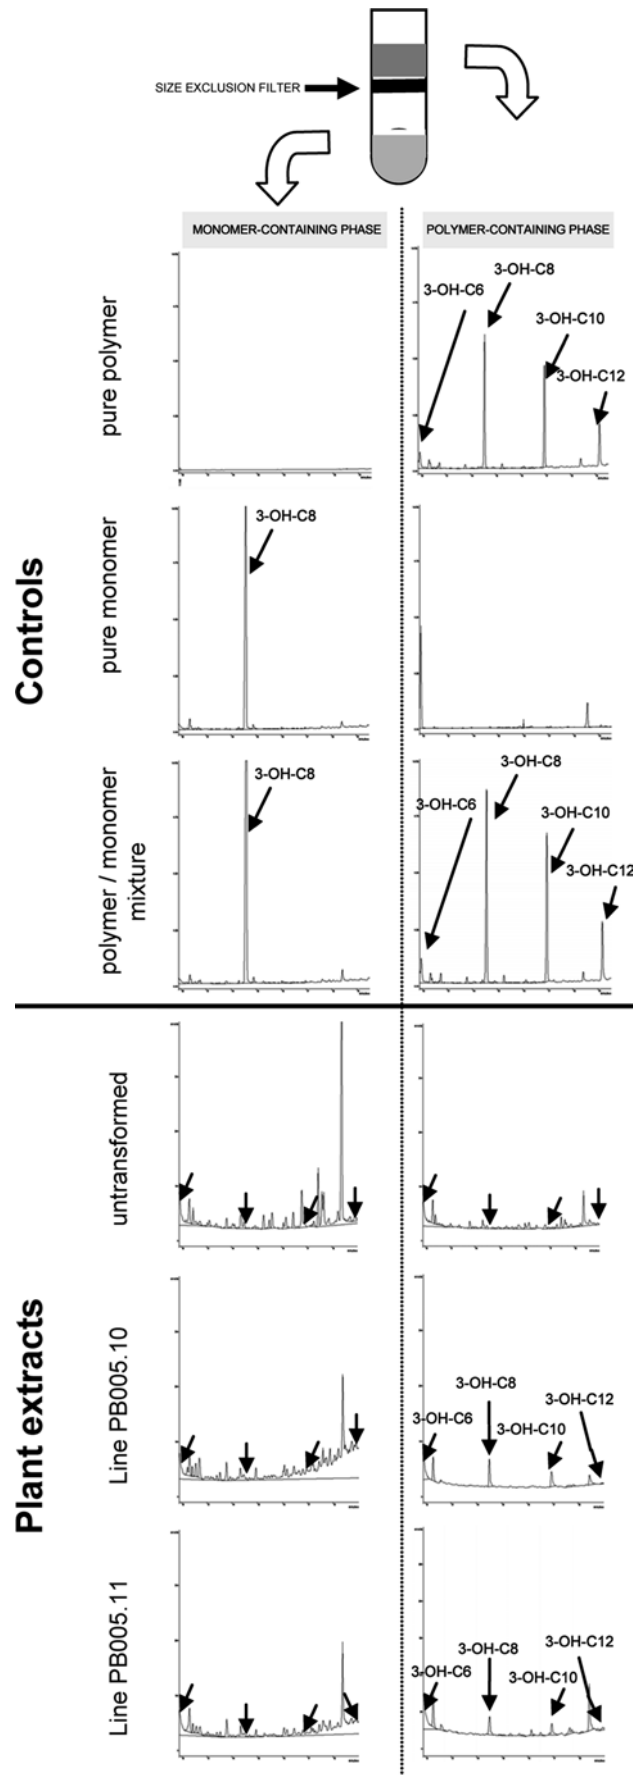 SIZE EXCLUSION FILTER
MONOMER-CONTAINING PHASE
POLYMER-CONTAINING PHASE
Controls
pure polymer
3-OH-C6
3-OH-C8
3-OH-C10
3-OH-C12
pure monomer
3-OH-C8
polymer / monomer
mixture
3-OH-C8
3-OH-C6
3-OH-C8
3-OH-C10
3-OH-C12
Plant extracts
untransformed
Line PB005.10
3-OH-C6
3-OH-C8
3-OH-C10
3-OH-C12
Line PB005.11
3-OH-C6
3-OH-C8
3-OH-C10
3-OH-C12